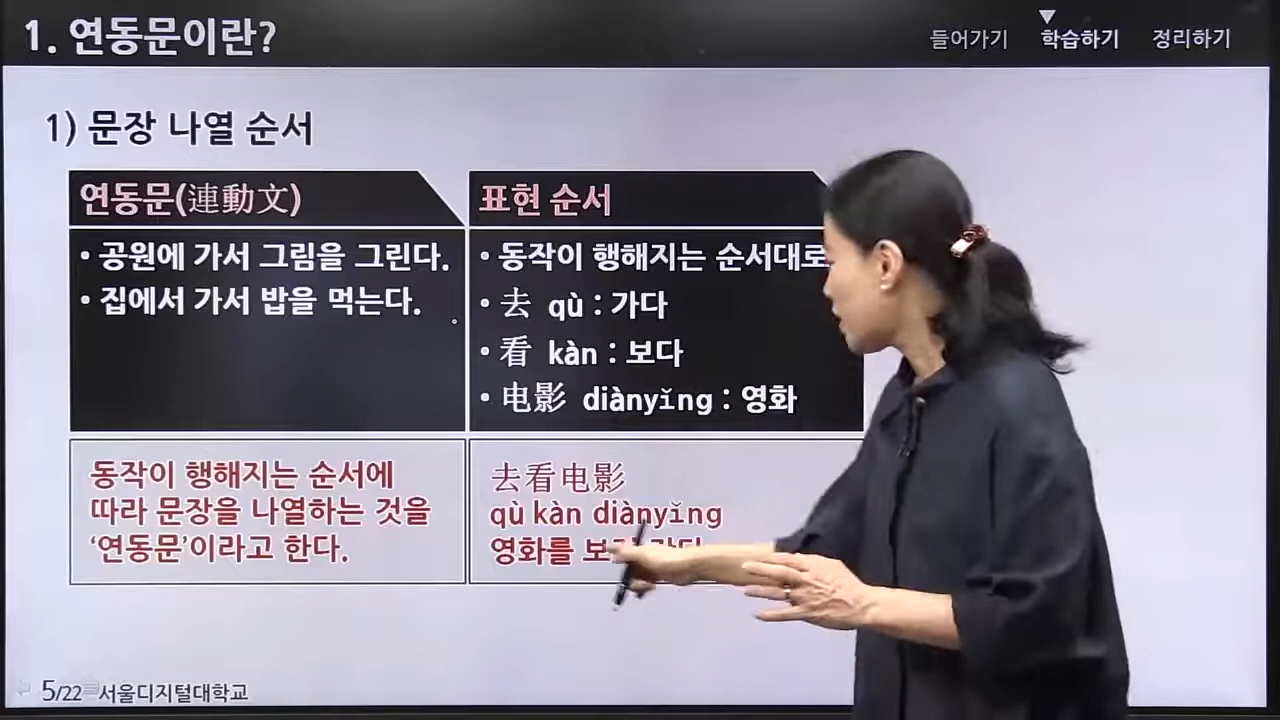 1. 연동문이란?
들어가기 학습하기 정리하기
1) 문장 나열 순서
연동문(連動文)
• 공원에 가서 그림을 그린다.
• 집에서 가서 밥을 먹는다.
동작이 행해지는 순서에
따라 문장을 나열하는 것을
‘연동문’이라고 한다.
표현 순서
• 동작이 행해지는 순서대로
• 去 qù : 가다
• 看 kàn : 보다
• 电影 diànyǐng : 영화
去看电影
qù kàn diànyǐng
영화를
5/22 서울디지털대학교